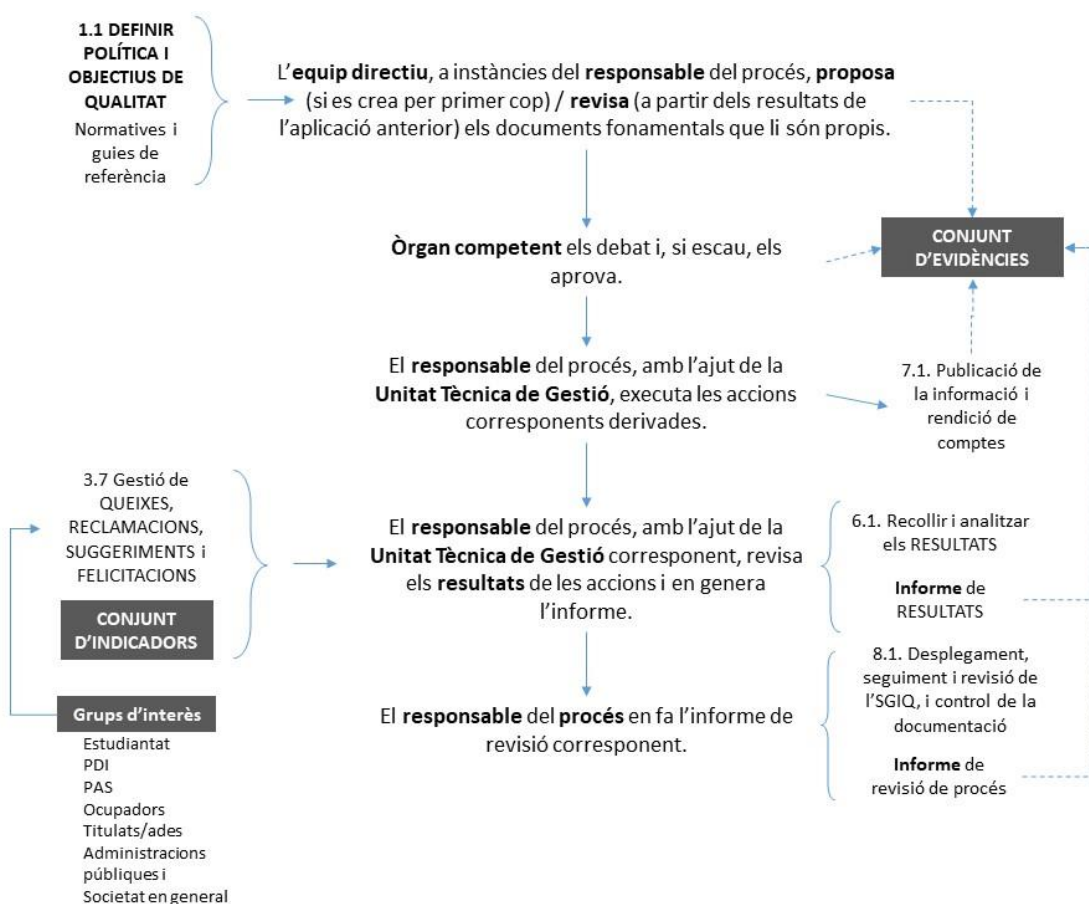 1.1 DEFINIR
POLÍTICA I
OBJECTIUS DE
QUALITAT
Normatives i
guies de
referència
L'equip directiu, a instàncies del responsable del procés, proposa
(si es crea per primer cop) / revisa (a partir dels resultats de
l'aplicació anterior) els documents fonamentals que li són propis.
Òrgan competent els debat i, si escau, els
aprova.
CONJUNT
D'EVIDÈNCIES
El responsable del procés, amb l'ajut de la
Unitat Tècnica de Gestió, executa les accions
corresponents derivades.
7.1. Publicació de
la informació i
rendició de
comptes
3.7 Gestió de
QUEIXES,
RECLAMACIONS,
SUGGERIMENTS i
FELICITACIONS
CONJUNT
D'INDICADORS
El responsable del procés, amb l'ajut de la
Unitat Tècnica de Gestió corresponent, revisa
els resultats de les accions i en genera
l'informe.
6.1. Recollir i analitzar
els RESULTATS
Informe de
RESULTATS
Grups d'interès
Estudiantat
PDI
PAS
Ocupadors
Titulats/ades
Administracions
públiques i
Societat en general
El responsable del procés en fa l'informe de
revisió corresponent.
8.1. Desplegament,
seguiment i revisió de
l'SGIQ, i control de la
documentació
Informe de
revisió de procés